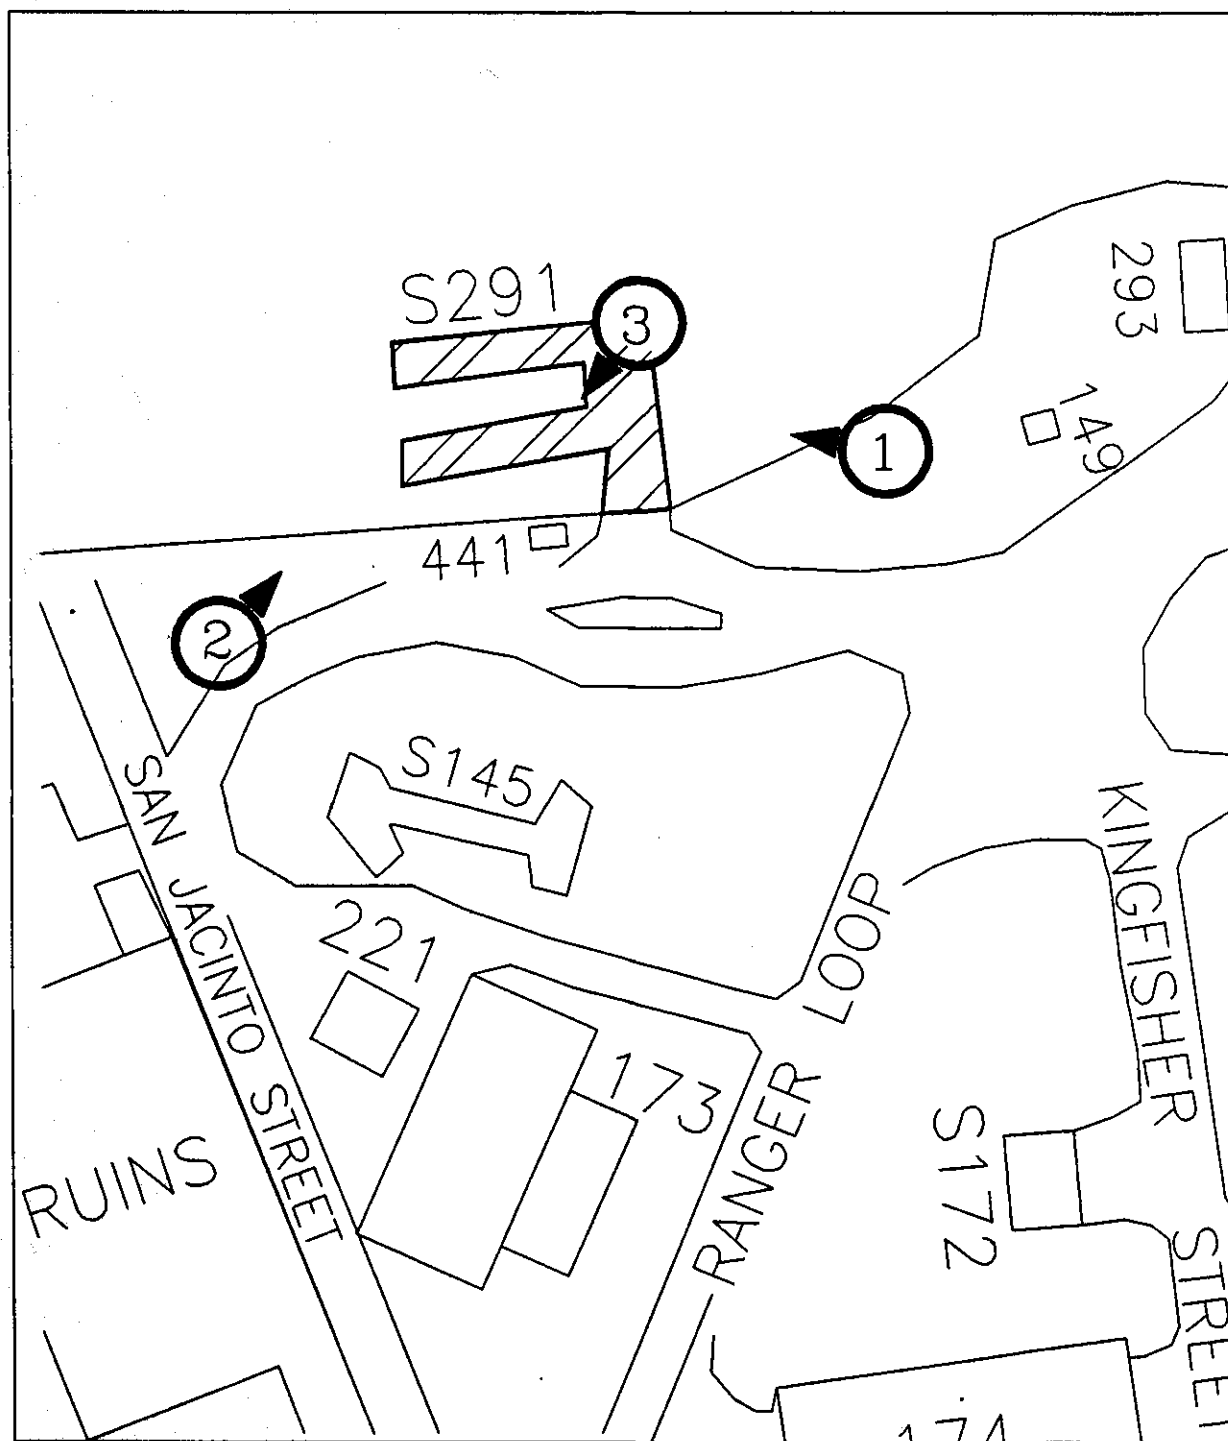 293
S291
3
149
1
441
2
S145
SAN JACINTO STREET
KINGFISHER STREET
221
RANGER LOOP
173
S172
RUINS
174